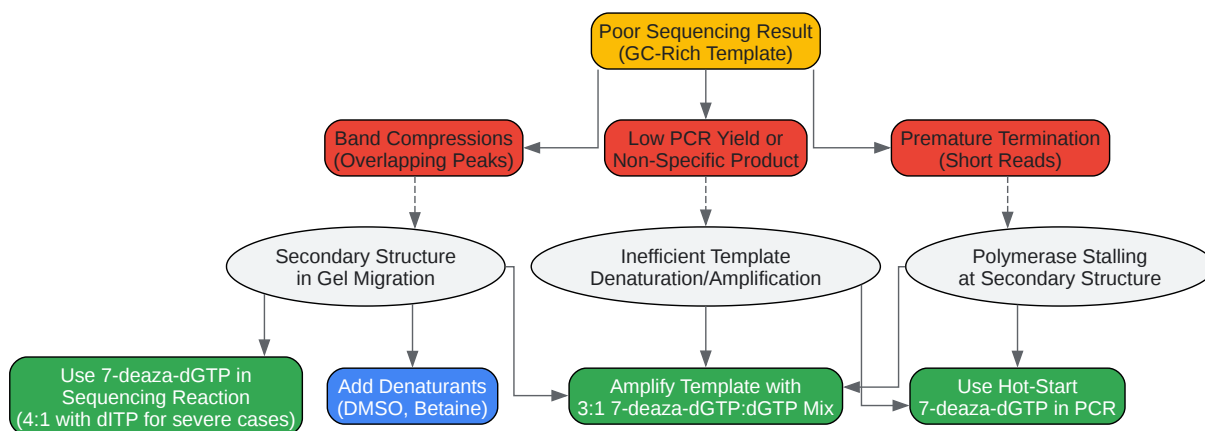 Poor Sequencing Result
(GC-Rich Template)
Band Compressions
(Overlapping Peaks)
Low PCR Yield or
Non-Specific Product
Premature Termination
(Short Reads)
Secondary Structure
in Gel Migration
Inefficient Template
Denaturation/Amplification
Polymerase Stalling
at Secondary Structure
Use 7-deaza-dGTP in
Sequencing Reaction
(4:1 with dITP for severe cases)
Add Denaturants
(DMSO, Betaine)
Amplify Template with
3:1 7-deaza-dGTP:dGTP Mix
Use Hot-Start
7-deaza-dGTP in PCR